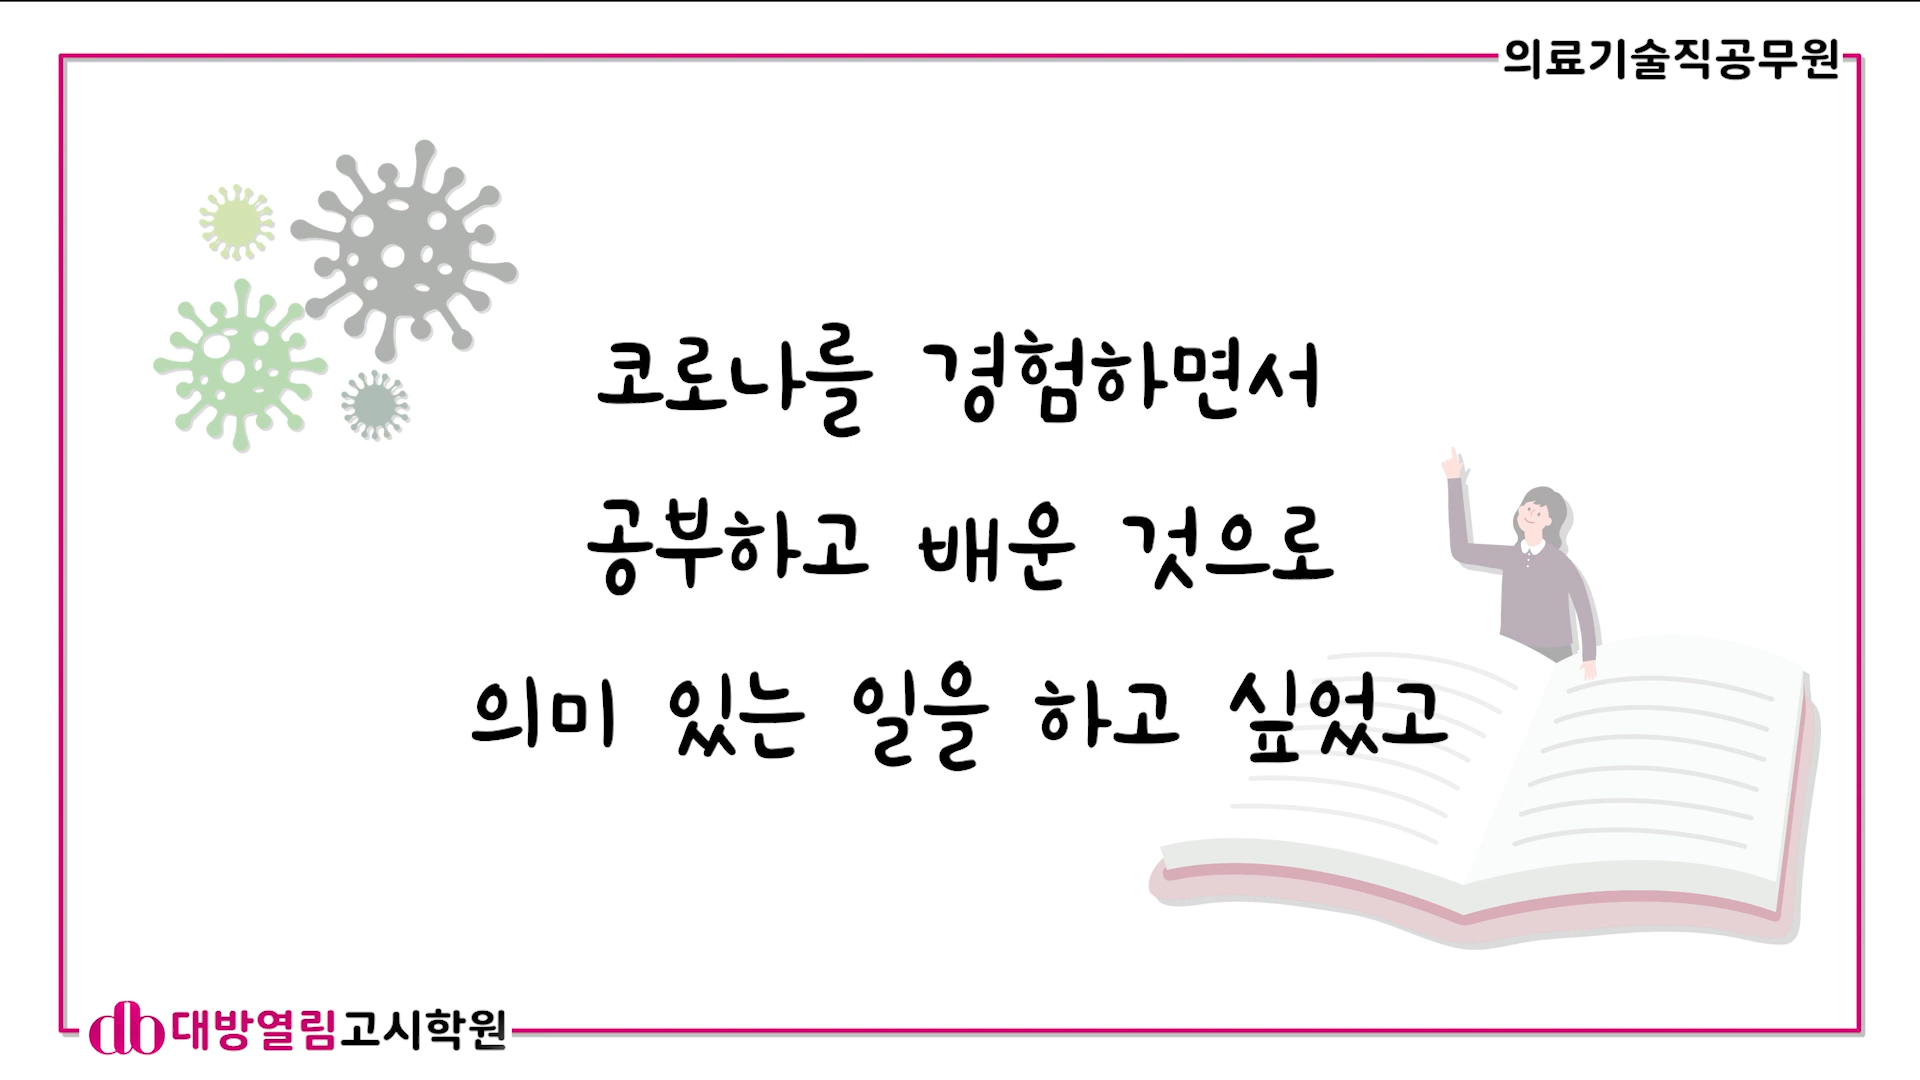 의료기술직공무원
코로나를 경험하면서
공부하고 배운 것으로
의미 있는 일을 하고 싶었고
db 대방열림고시학원